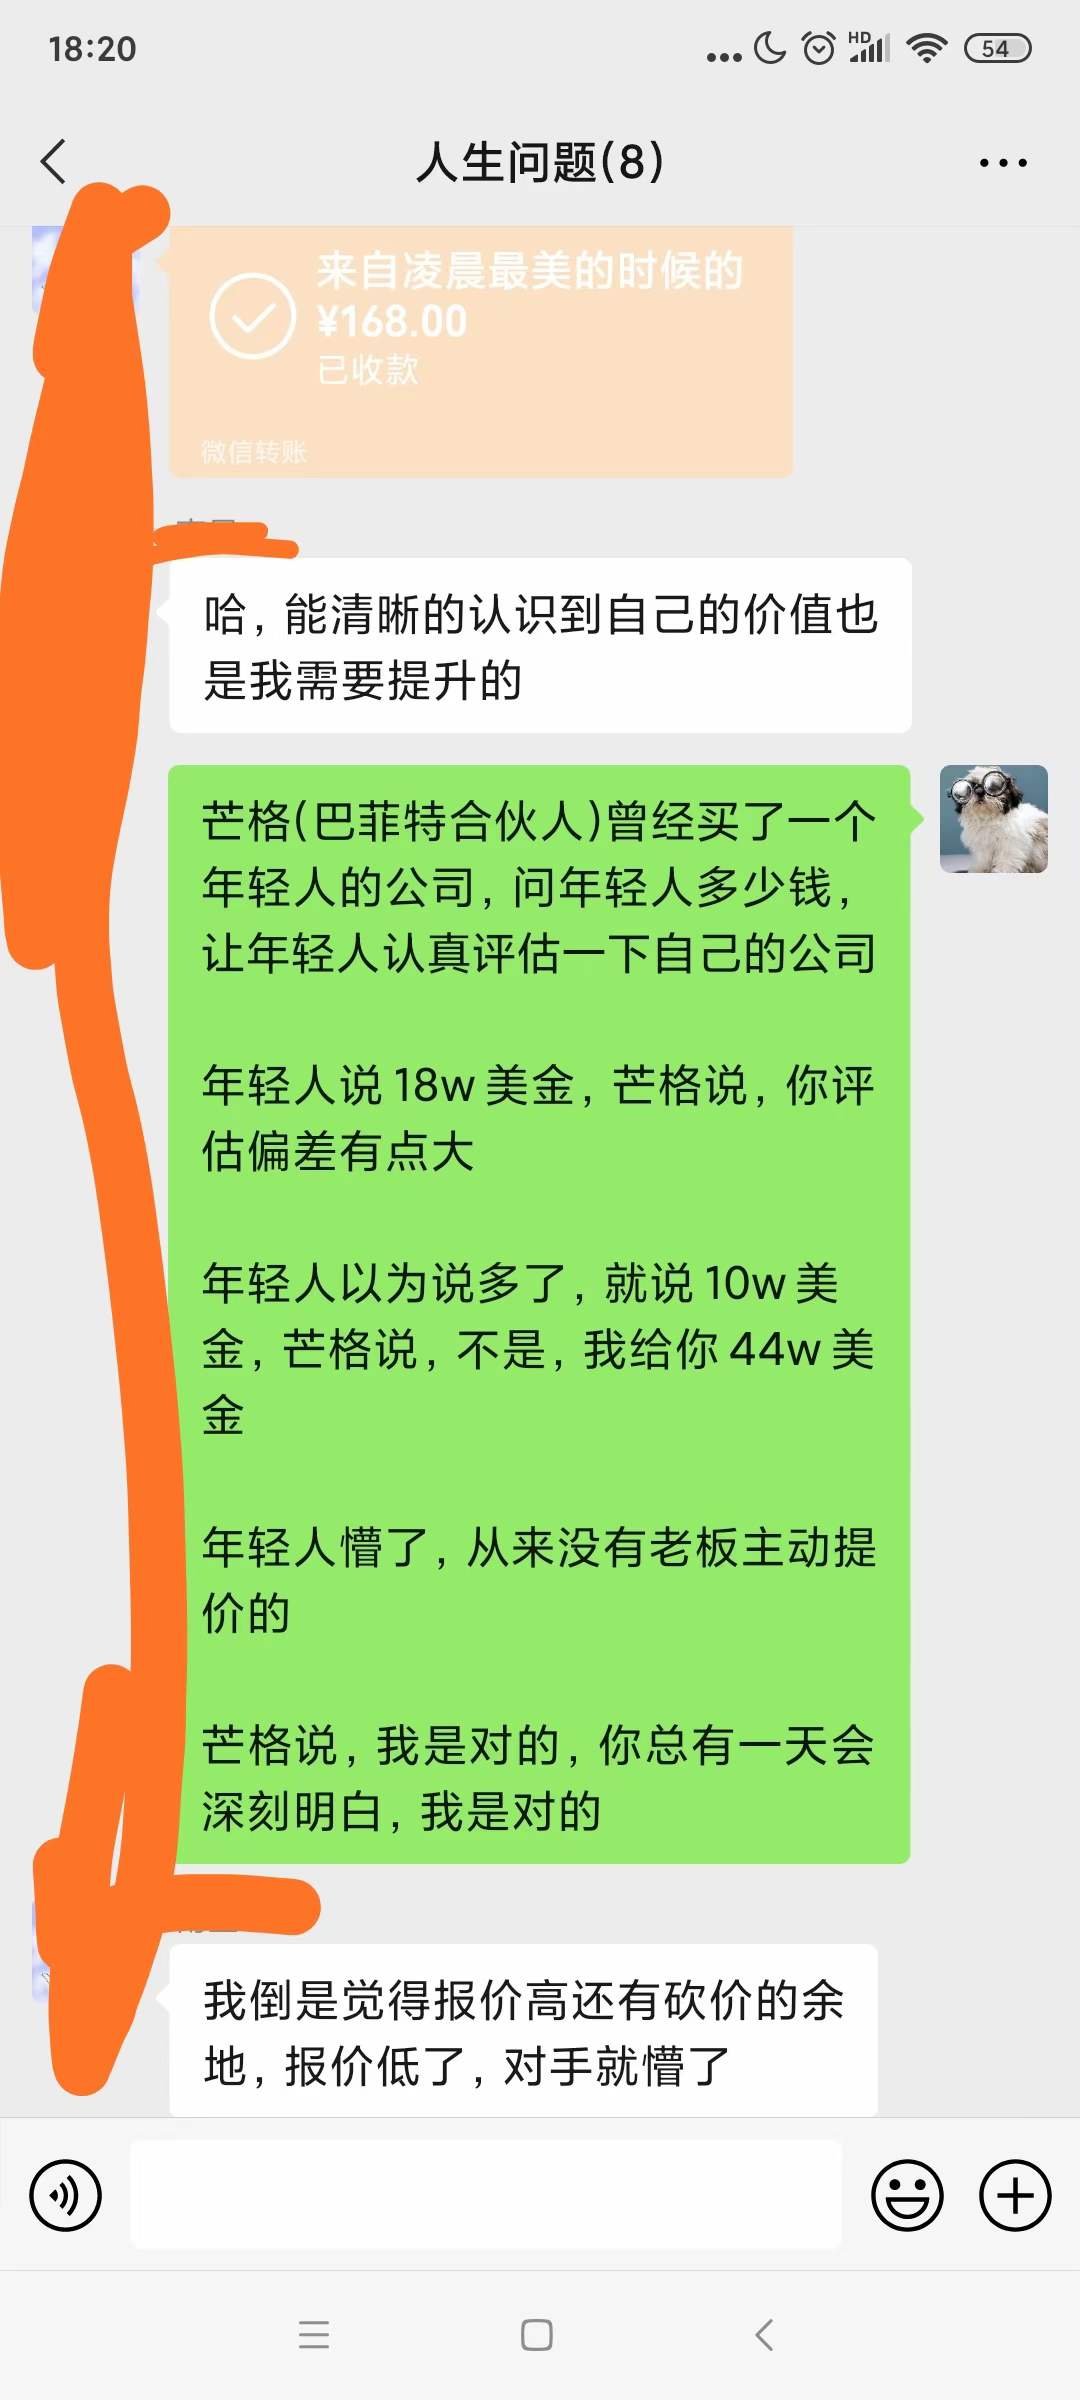 18:20
HD
54
人生问题(8)
来自凌晨最美的时候的
¥168.00
已收款
微信转账
哈，能清晰的认识到自己的价值也
是我需要提升的
芒格(巴菲特合伙人)曾经买了一个
年轻人的公司，问年轻人多少钱，
让年轻人认真评估一下自己的公司
年轻人说18w美金，芒格说，你评
估偏差有点大
年轻人以为说多了，就说10w美
金，芒格说，不是，我给你44w美
金
年轻人懵了，从来没有老板主动提
价的
芒格说，我是对的，你总有一天会
深刻明白，我是对的
我倒是觉得报价高还有砍价的余
地，报价低了，对手就懵了